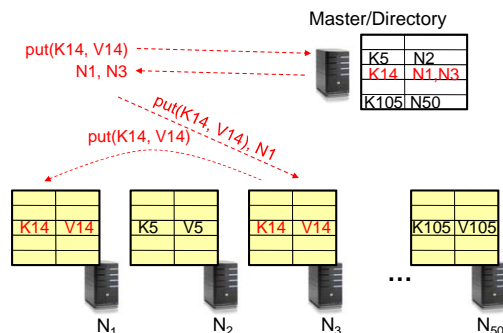 Master/Directory
put(K14, V14)
N1, N3
K5 N2
K14 N1,N3
K105 N50
put(K14, V14), N1
put(K14, V14)
K14 V14
K5 V5
K14 V14
K105 V105
...
N1
N2
N3
N50